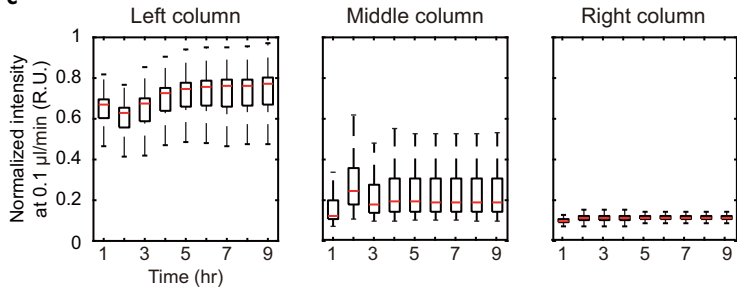 c
Left column
Middle column
Right column
Normalized intensity
at 0.1 µl/min (R.U.)
1
0.8
0.6
0.4
0.2
0
1 3 5 7 9
1 3 5 7 9
1 3 5 7 9
Time (hr)